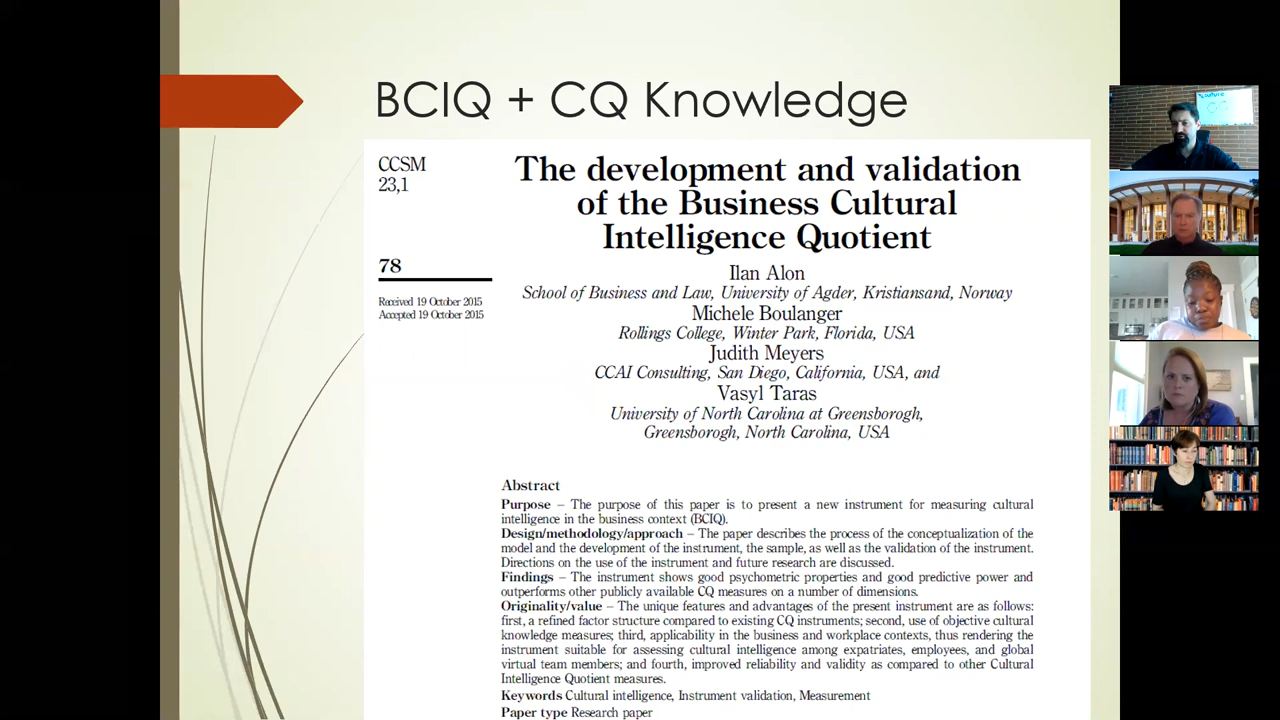 BCIQ + CQ Knowledge
CCSM
23,1
78
Received 19 October 2015
Accepted 19 October 2015
The development and validation
of the Business Cultural
Intelligence Quotient
Ilan Alon
School of Business and Law, University of Agder, Kristiansand, Norway
Michele Boulanger
Rollings College, Winter Park, Florida, USA
Judith Meyers
CCAI Consulting, San Diego, California, USA, and
Vasyl Taras
University of North Carolina at Greensborogh,
Greensborogh, North Carolina, USA
Abstract
Purpose – The purpose of this paper is to present a new instrument for measuring cultural
intelligence in the business context (BCIQ).
Design/methodology/approach – The paper describes the process of the conceptualization of the
model and the development of the instrument, the sample, as well as the validation of the instrument.
Directions on the use of the instrument and future research are discussed.
Findings – The instrument shows good psychometric properties and good predictive power and
outperforms other publicly available CQ measures on a number of dimensions.
Originality/value – The unique features and advantages of the present instrument are as follows:
first, a refined factor structure compared to existing CQ instruments; second, use of objective cultural
knowledge measures; third, applicability in the business and workplace contexts, thus rendering the
instrument suitable for assessing cultural intelligence among expatriates, employees, and global
virtual team members; and fourth, improved reliability and validity as compared to other Cultural
Intelligence Quotient measures.
Keywords Cultural intelligence, Instrument validation, Measurement
Paper type Research paper